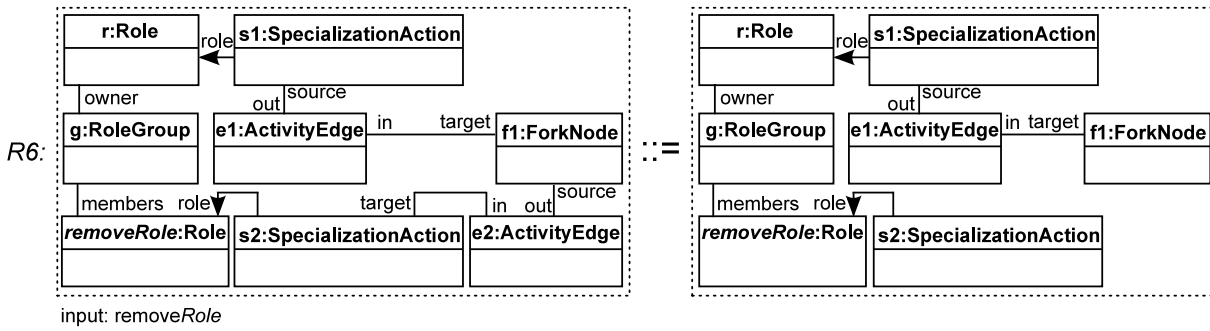 r:Role
role
s1:SpecializationAction
owner
out
source
g:RoleGroup
e1:ActivityEdge
in
target
f1:ForkNode
R6:
members
role
target
in
out
source
removeRole:Role
s2:SpecializationAction
e2:ActivityEdge
input: removeRole
::=
r:Role
role
s1:SpecializationAction
owner
out
source
g:RoleGroup
e1:ActivityEdge
in
target
f1:ForkNode
members
role
removeRole:Role
s2:SpecializationAction